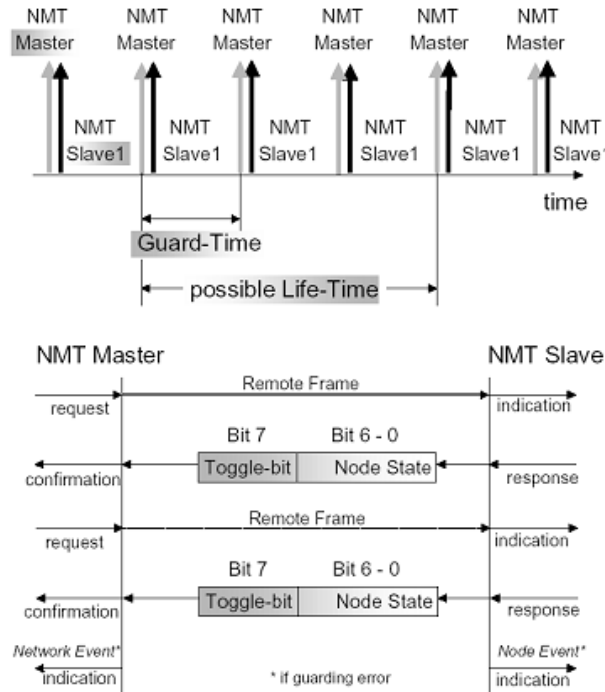 NMT NMT NMT NMT NMT NMT
Master Master Master Master Master Master
NMT NMT NMT NMT NMT NMT
Slave1 Slave1 Slave1 Slave1 Slave1 Slave1
time
Guard-Time
possible Life-Time
NMT Master NMT Slave
Remote Frame
request indication
Bit 7 Bit 6 - 0
Toggle-bit Node State
confirmation response
Remote Frame
request indication
Bit 7 Bit 6 - 0
Toggle-bit Node State
confirmation response
Network Event* Node Event*
indication * if guarding error indication